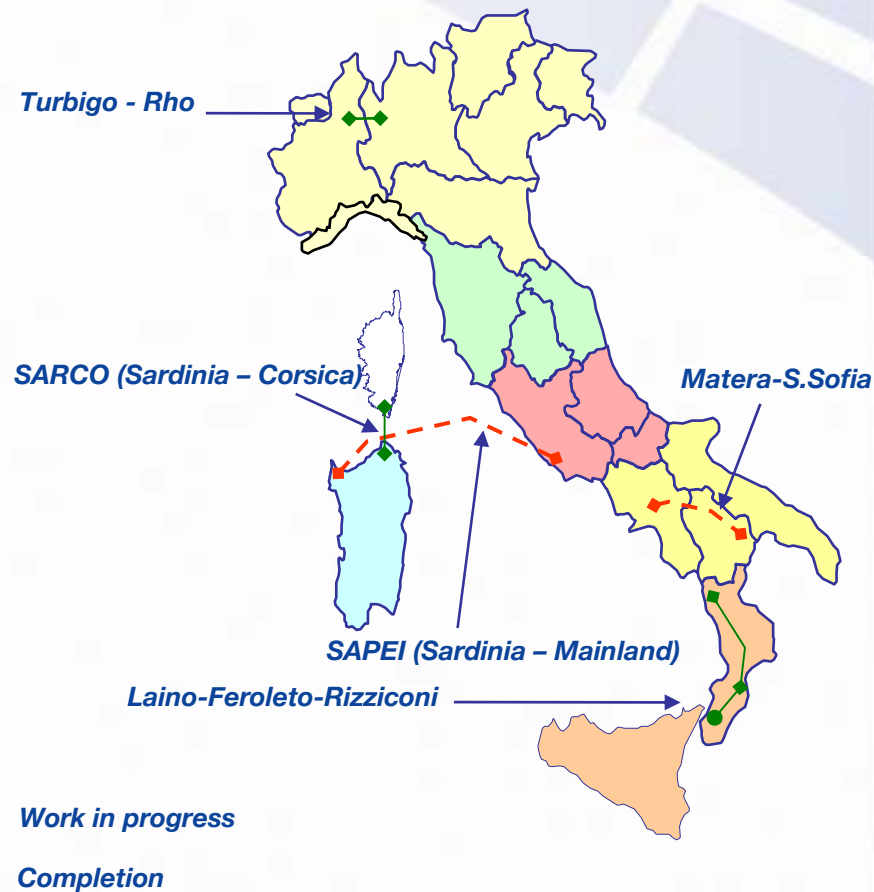 Turbigo - Rho
SARCO (Sardinia – Corsica)
Matera-S.Sofia
SAPEI (Sardinia – Mainland)
Laino-Feroleto-Rizziconi
Work in progress
Completion